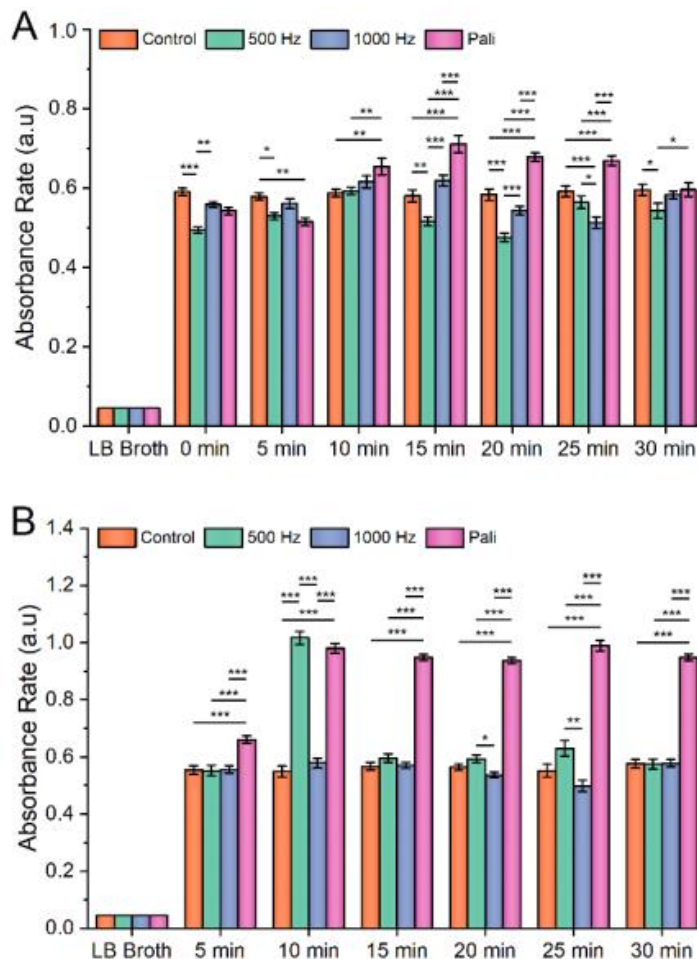 A
Control 500 Hz 1000 Hz Pali
Absorbance Rate (a.u)
1.0
0.8
0.6
0.4
0.2
0.0
*** ** * ** ** ** ** *** *** *** *** *** *** *** *** *** *** *** *** *** * * *
LB Broth 0 min 5 min 10 min 15 min 20 min 25 min 30 min
B
Control 500 Hz 1000 Hz Pali
Absorbance Rate (a.u)
1.4
1.2
1.0
0.8
0.6
0.4
0.2
0.0
*** *** *** *** *** *** *** *** *** *** *** *** *** * *** *** *** ** *** *** ***
LB Broth 5 min 10 min 15 min 20 min 25 min 30 min